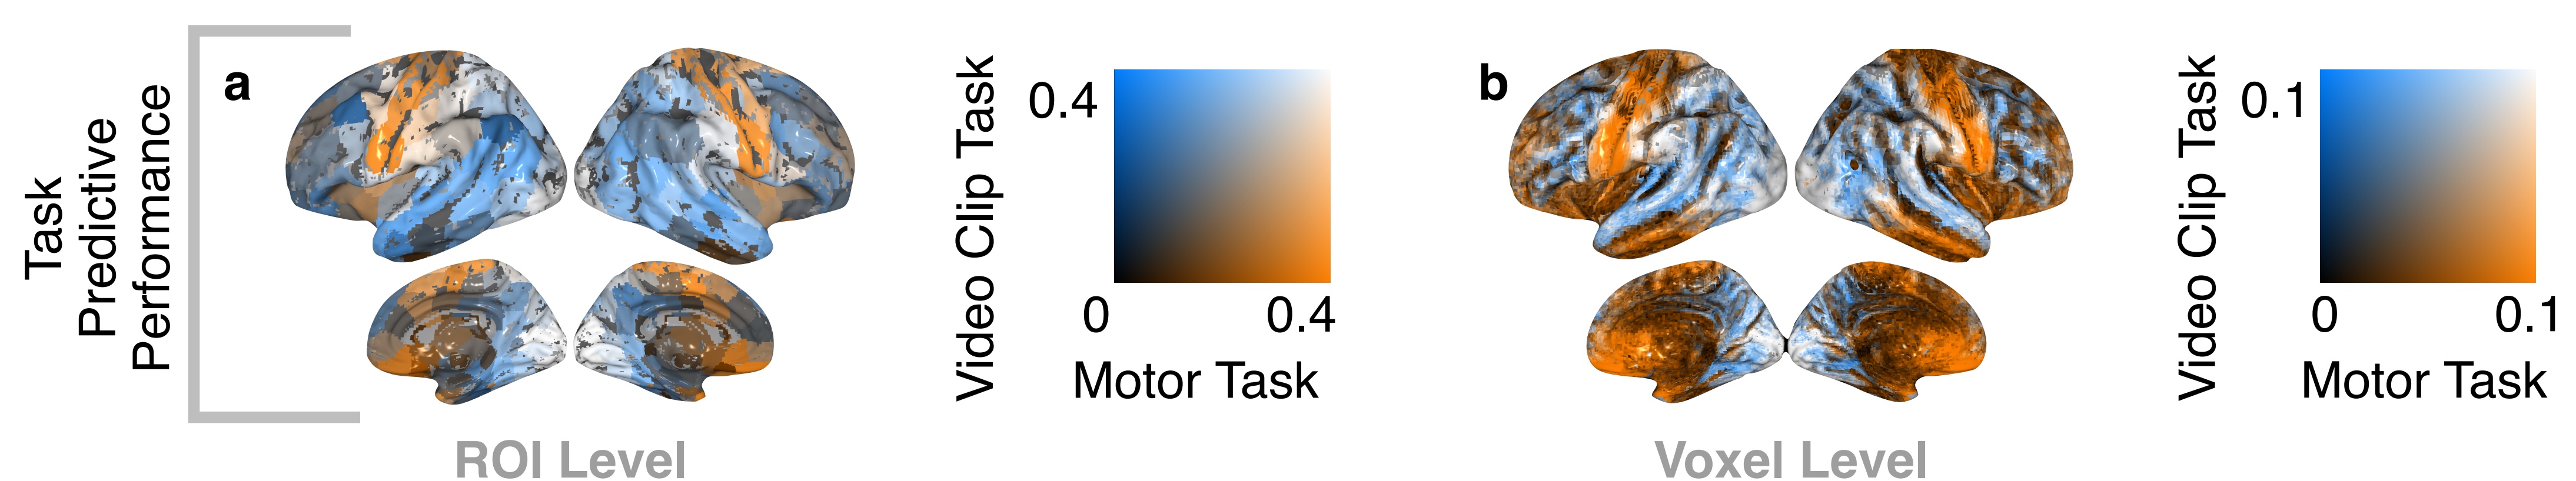 Task
Predictive
Performance
a
Video Clip Task
0.4
0
0.4
Motor Task
ROI Level
b
Video Clip Task
0.1
0
0.1
Motor Task
Voxel Level